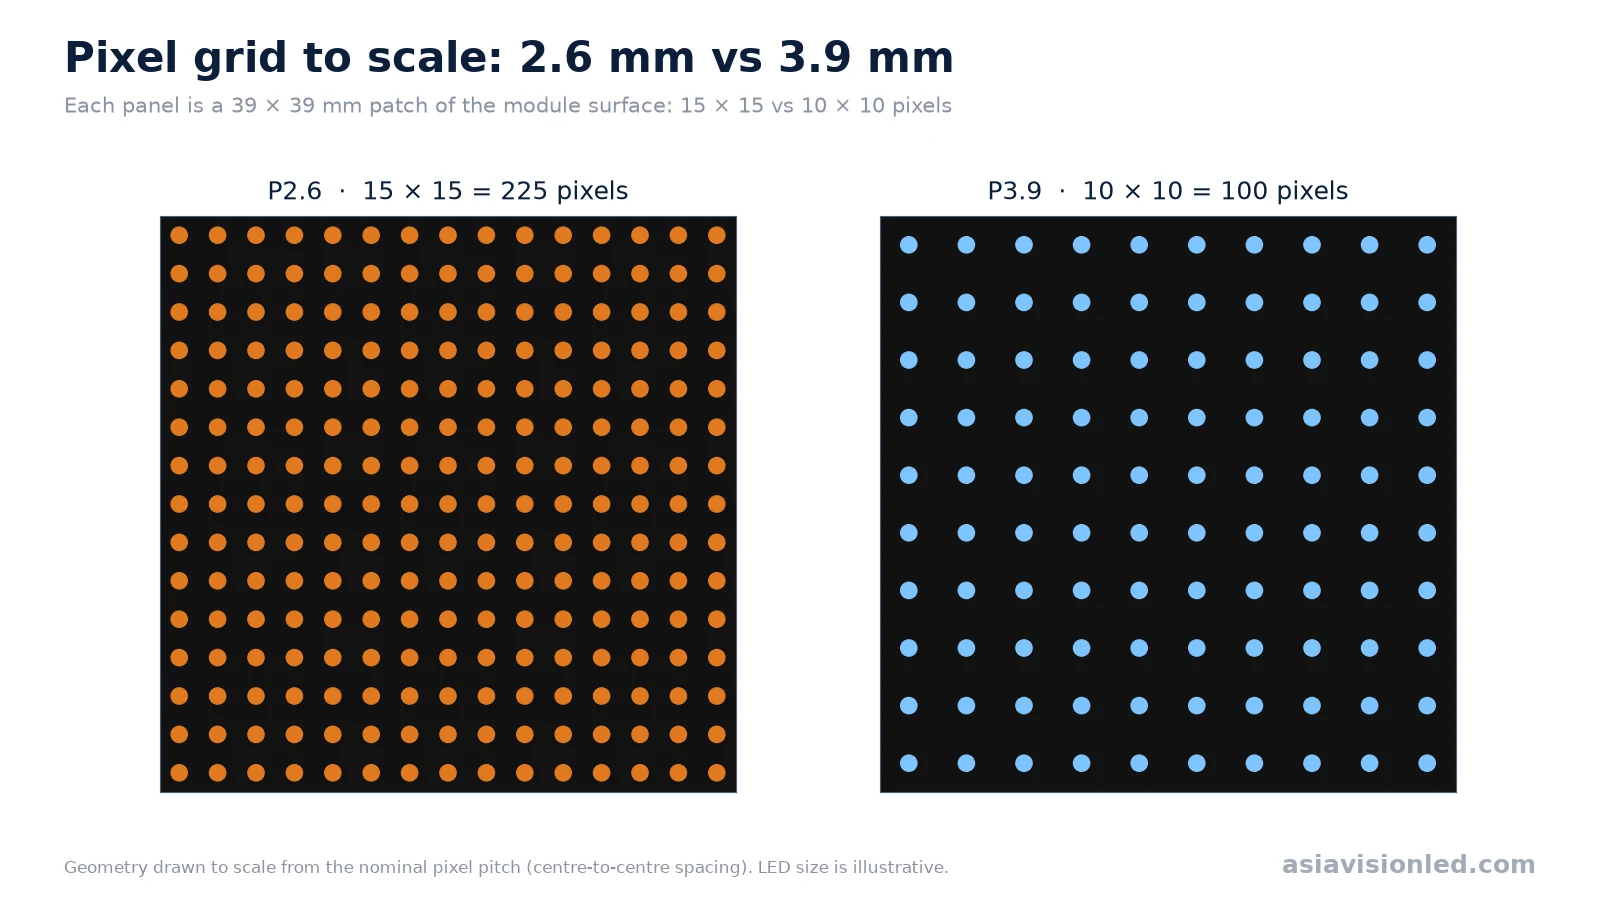 Pixel grid to scale: 2.6 mm vs 3.9 mm
Each panel is a 39 × 39 mm patch of the module surface: 15 × 15 vs 10 × 10 pixels
P2.6 · 15 × 15 = 225 pixels
P3.9 · 10 × 10 = 100 pixels
Geometry drawn to scale from the nominal pixel pitch (centre-to-centre spacing). LED size is illustrative.
asiavisionled.com